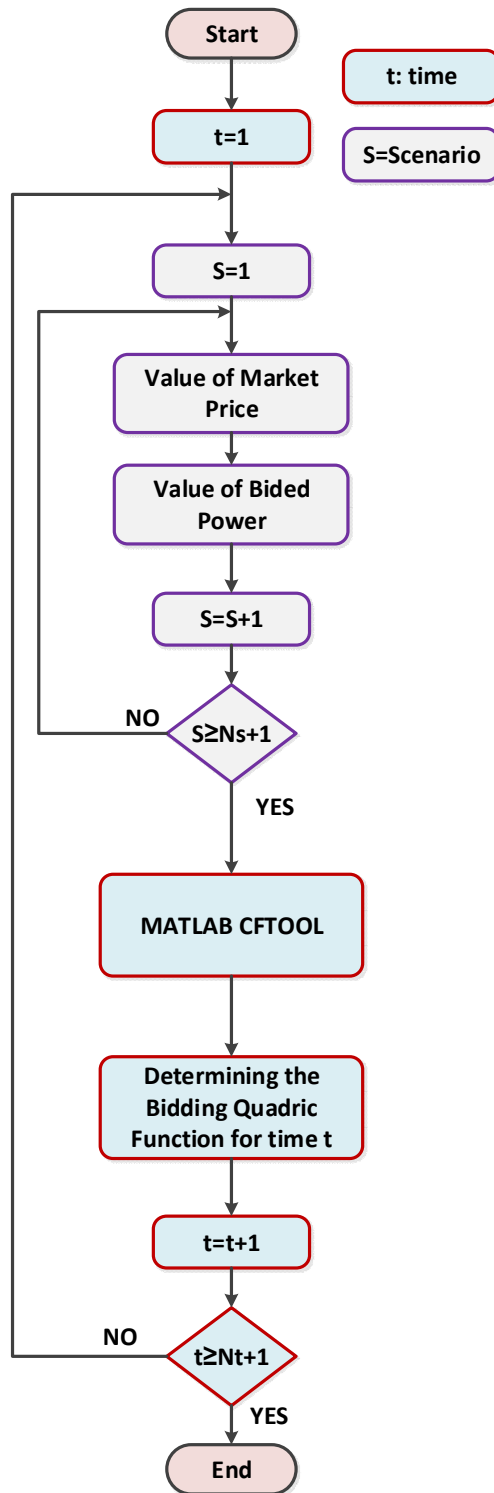 Start
t: time
t=1
S=Scenario
S=1
Value of Market
Price
Value of Bided
Power
S=S+1
NO
S≥Ns+1
YES
MATLAB CFTOOL
Determining the
Bidding Quadric
Function for time t
t=t+1
NO
t≥Nt+1
YES
End